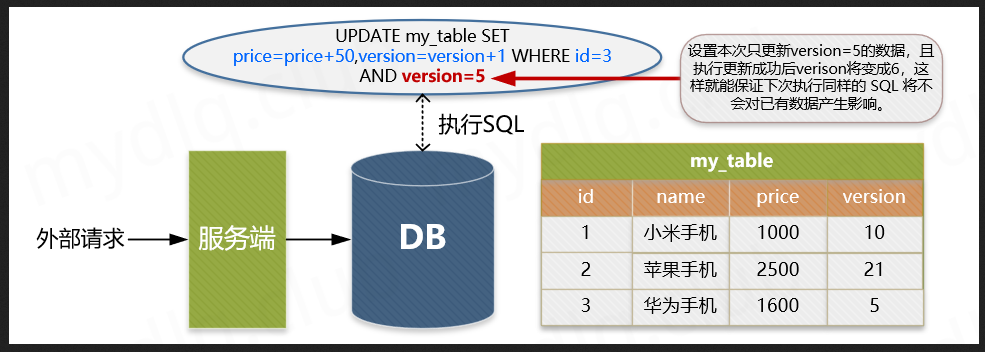 UPDATE my_table SET
price=price+50,version=version+1 WHERE id=3
AND version=5
设置本次只更新version=5的数据，且
执行更新成功后verison将变成6，这
样就能保证下次执行同样的 SQL 将不
会对已有数据产生影响。
执行SQL
外部请求
服务端
DB
my_table
id name price version
1 小米手机 1000 10
2 苹果手机 2500 21
3 华为手机 1600 5